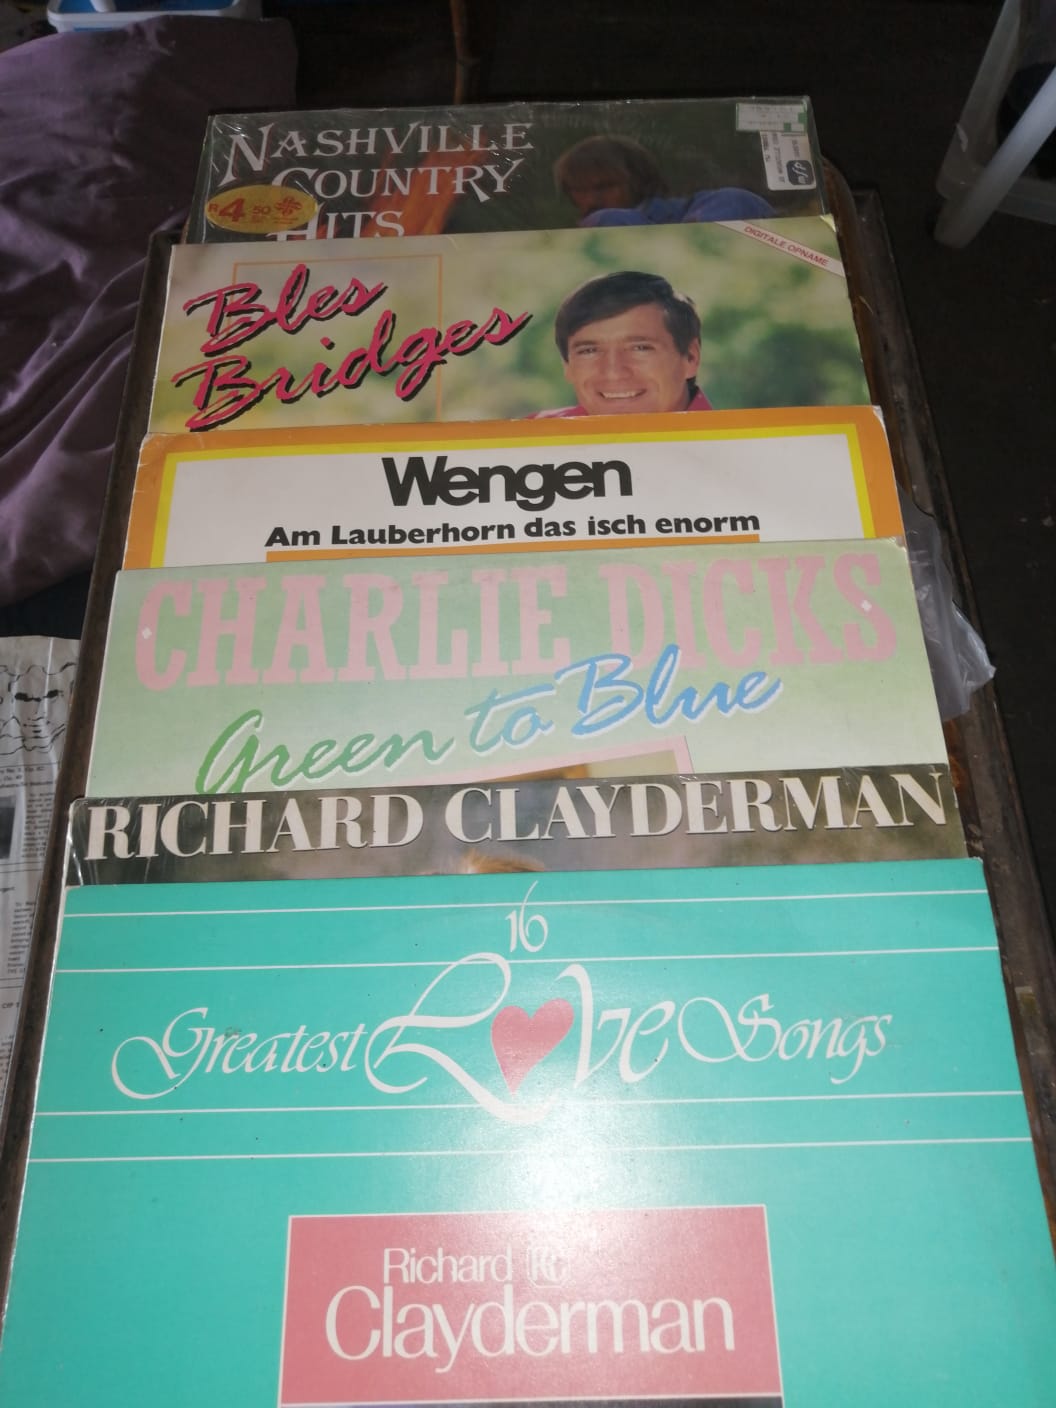 NASHVILLE
COUNTRY
HITS
R4.50
DIGITALE OPNAME
Bles
Bridges
Wengen
Am Lauberhorn das isch enorm
CHARLIE DICKS
Green to Blue
RICHARD CLAYDERMAN
16
Greatest Love Songs
Richard
Clayderman